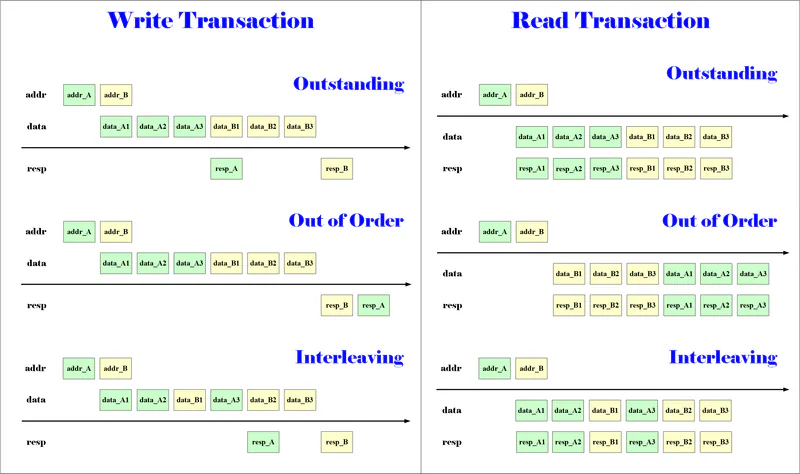 Write Transaction
Outstanding
addr addr_A addr_B
data data_A1 data_A2 data_A3 data_B1 data_B2 data_B3
resp resp_A resp_B
Out of Order
addr addr_A addr_B
data data_A1 data_A2 data_A3 data_B1 data_B2 data_B3
resp resp_B resp_A
Interleaving
addr addr_A addr_B
data data_A1 data_A2 data_B1 data_A3 data_B2 data_B3
resp resp_A resp_B
Read Transaction
Outstanding
addr addr_A addr_B
data data_A1 data_A2 data_A3 data_B1 data_B2 data_B3
resp resp_A1 resp_A2 resp_A3 resp_B1 resp_B2 resp_B3
Out of Order
addr addr_A addr_B
data data_B1 data_B2 data_B3 data_A1 data_A2 data_A3
resp resp_B1 resp_B2 resp_B3 resp_A1 resp_A2 resp_A3
Interleaving
addr addr_A addr_B
data data_A1 data_A2 data_B1 data_A3 data_B2 data_B3
resp resp_A1 resp_A2 resp_B1 resp_A3 resp_B2 resp_B3